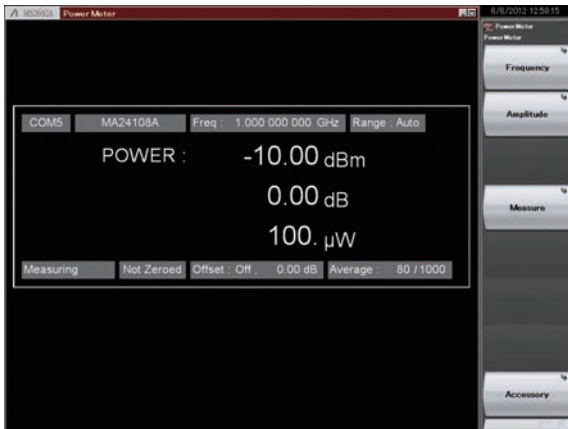 MS2692A Power Meter
6/6/2012 12:58:15
Power Meter
Power Meter
Frequency
Amplitude
COM5 MA24108A Freq : 1.000 000 000 GHz Range : Auto
POWER : -10.00 dBm
0.00 dB
100. μW
Measure
Measuring Not Zeroed Offset : Off , 0.00 dB Average : 80 / 1000
Accessory